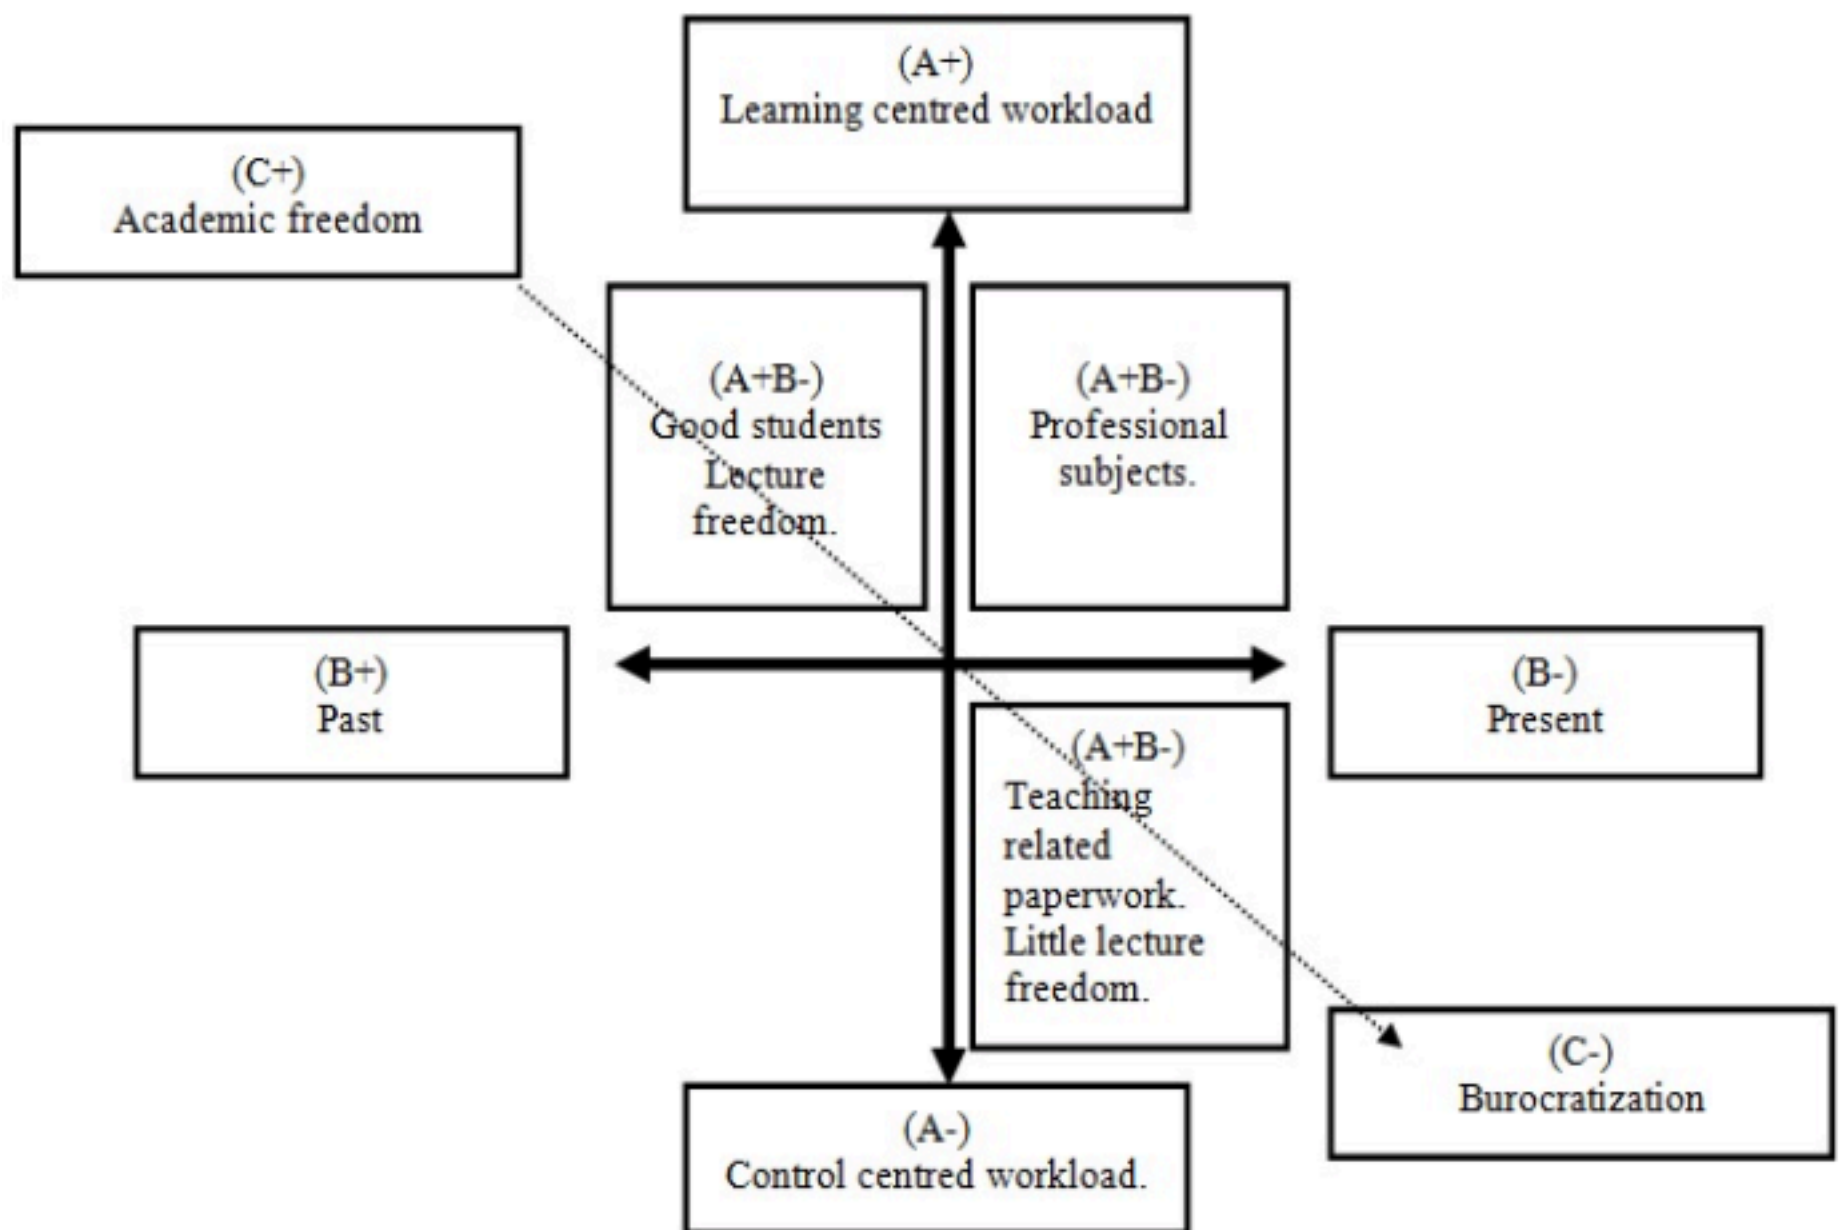 (A+)
Learning centred workload
(C+)
Academic freedom
(A+B-)
Good students
Lecture
freedom.
(A+B-)
Professional
subjects.
(B+)
Past
(B-)
Present
(A+B-)
Teaching
related
paperwork.
Little lecture
freedom.
(C-)
Burocratization
(A-)
Control centred workload.